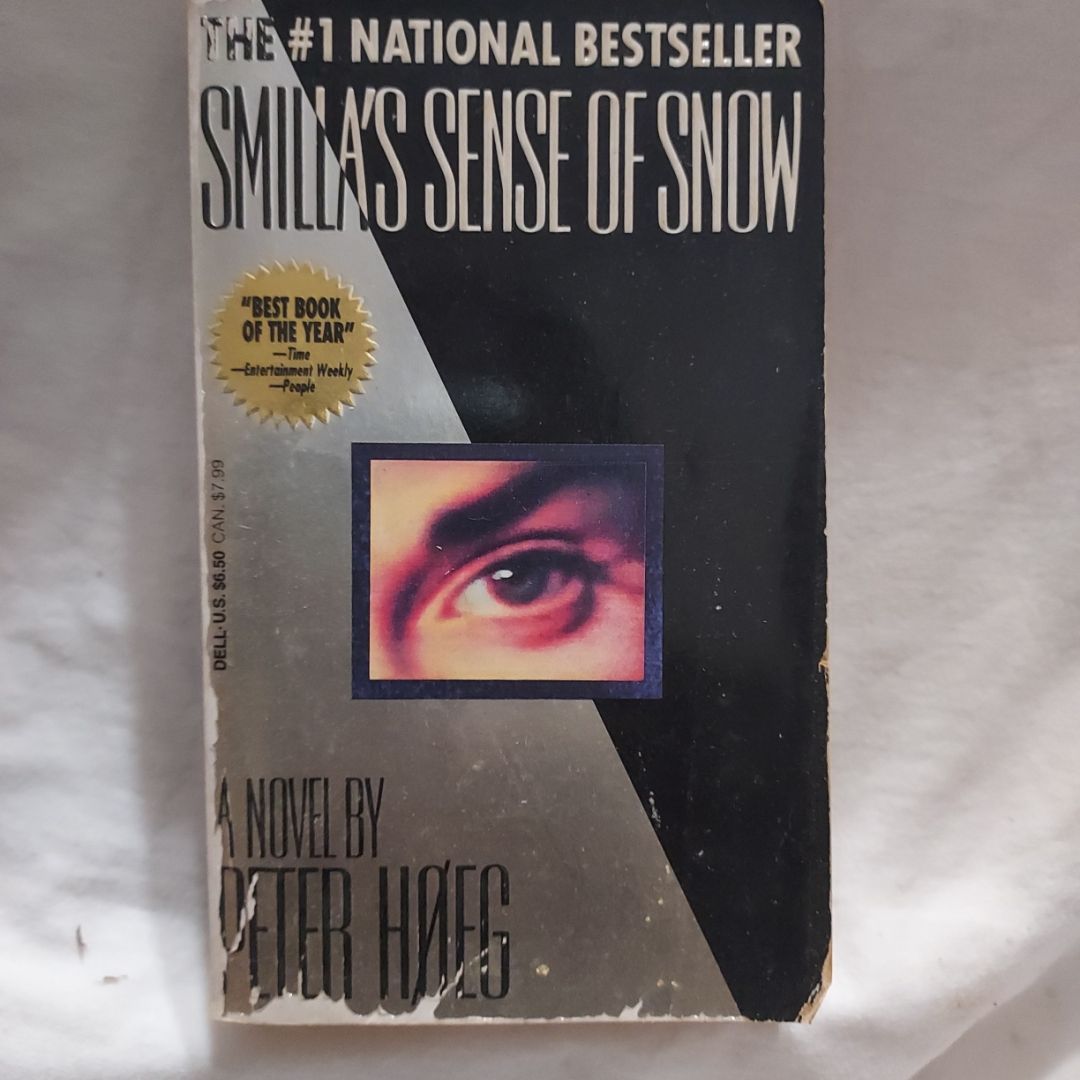 THE #1 NATIONAL BESTSELLER
SMILLA'S SENSE OF SNOW
"BEST BOOK
OF THE YEAR"
—Time
—Entertainment Weekly
—People
DELL·U.S. $6.50 CAN. $7.99
A NOVEL BY
PETER HØEG